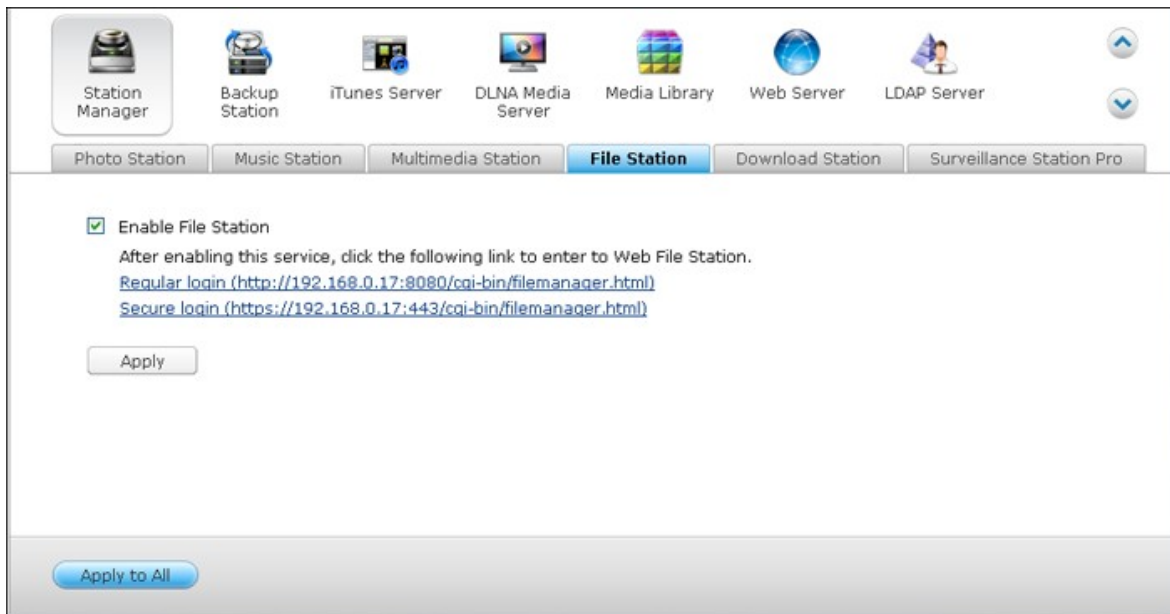 Station Manager
Backup Station
iTunes Server
DLNA Media Server
Media Library
Web Server
LDAP Server
Photo Station
Music Station
Multimedia Station
File Station
Download Station
Surveillance Station Pro
Enable File Station
After enabling this service, click the following link to enter to Web File Station.
Regular login (http://192.168.0.17:8080/cgi-bin/filemanager.html)
Secure login (https://192.168.0.17:443/cgi-bin/filemanager.html)
Apply
Apply to All